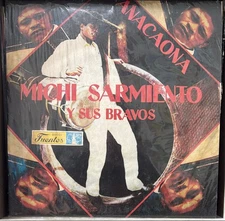 ANACAONA
MICHI SARMIENTO
Y SUS BRAVOS
Fuentes